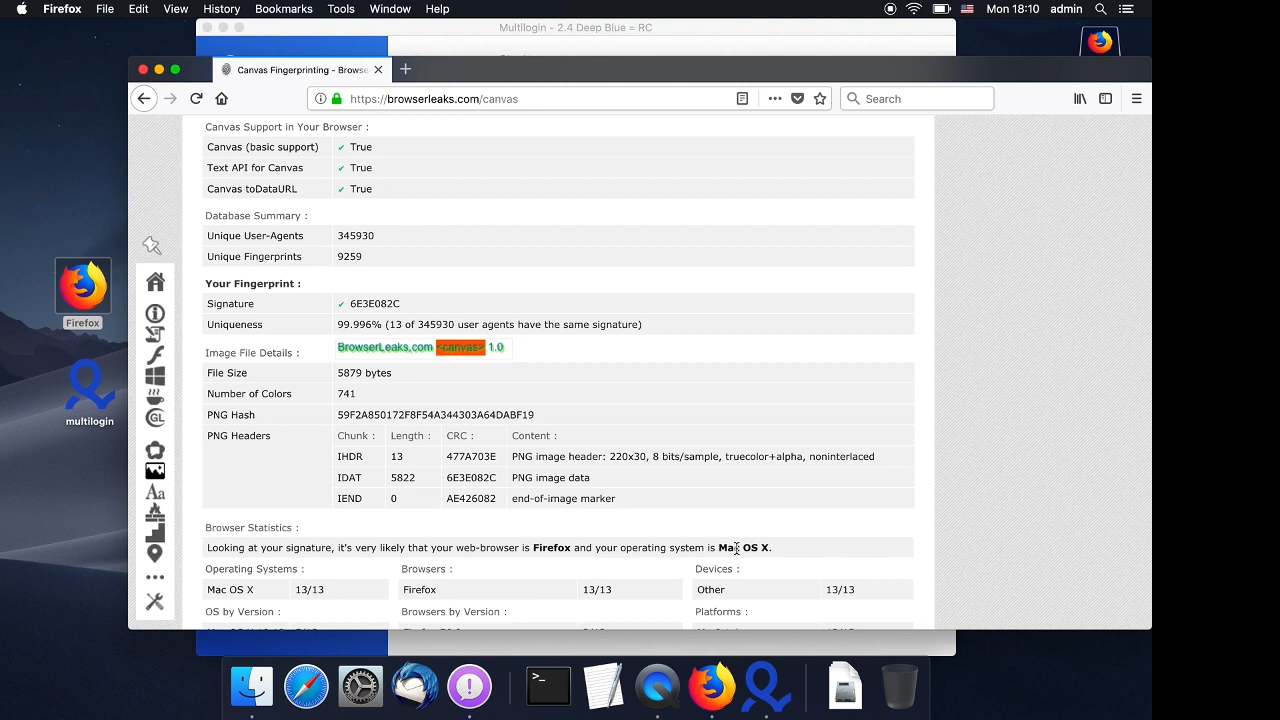 Firefox File Edit View History Bookmarks Tools Window Help Mon 18:10 admin
Multilogin - 2.4 Deep Blue = RC
Canvas Fingerprinting - Browse
https://browserleaks.com/canvas
Search
Canvas Support in Your Browser :
Canvas (basic support) ✓ True
Text API for Canvas ✓ True
Canvas toDataURL ✓ True
Database Summary :
Unique User-Agents 345930
Unique Fingerprints 9259
Your Fingerprint :
Signature ✓ 6E3E082C
Uniqueness 99.996% (13 of 345930 user agents have the same signature)
Image File Details : BrowserLeaks,com <canvas> 1.0
File Size 5879 bytes
Number of Colors 741
PNG Hash 59F2A850172F8F54A344303A64DABF19
PNG Headers Chunk : Length : CRC : Content :
IHDR 13 477A703E PNG image header: 220x30, 8 bits/sample, truecolor+alpha, noninterlaced
IDAT 5822 6E3E082C PNG image data
IEND 0 AE426082 end-of-image marker
Browser Statistics :
Looking at your signature, it's very likely that your web-browser is Firefox and your operating system is Mac OS X.
Operating Systems : Browsers : Devices :
Mac OS X 13/13 Firefox 13/13 Other 13/13
OS by Version : Browsers by Version : Platforms :
Firefox
multilogin
GL
Aa
>_